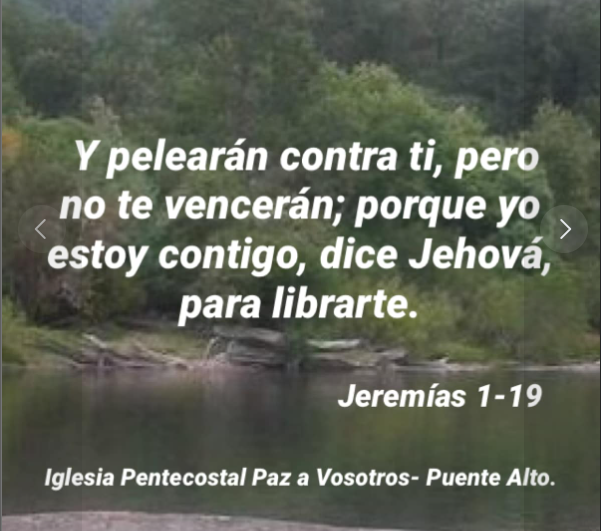 Y pelearán contra ti, pero
no te vencerán; porque yo
estoy contigo, dice Jehová,
para librarte.
Jeremías 1-19
Iglesia Pentecostal Paz a Vosotros- Puente Alto.